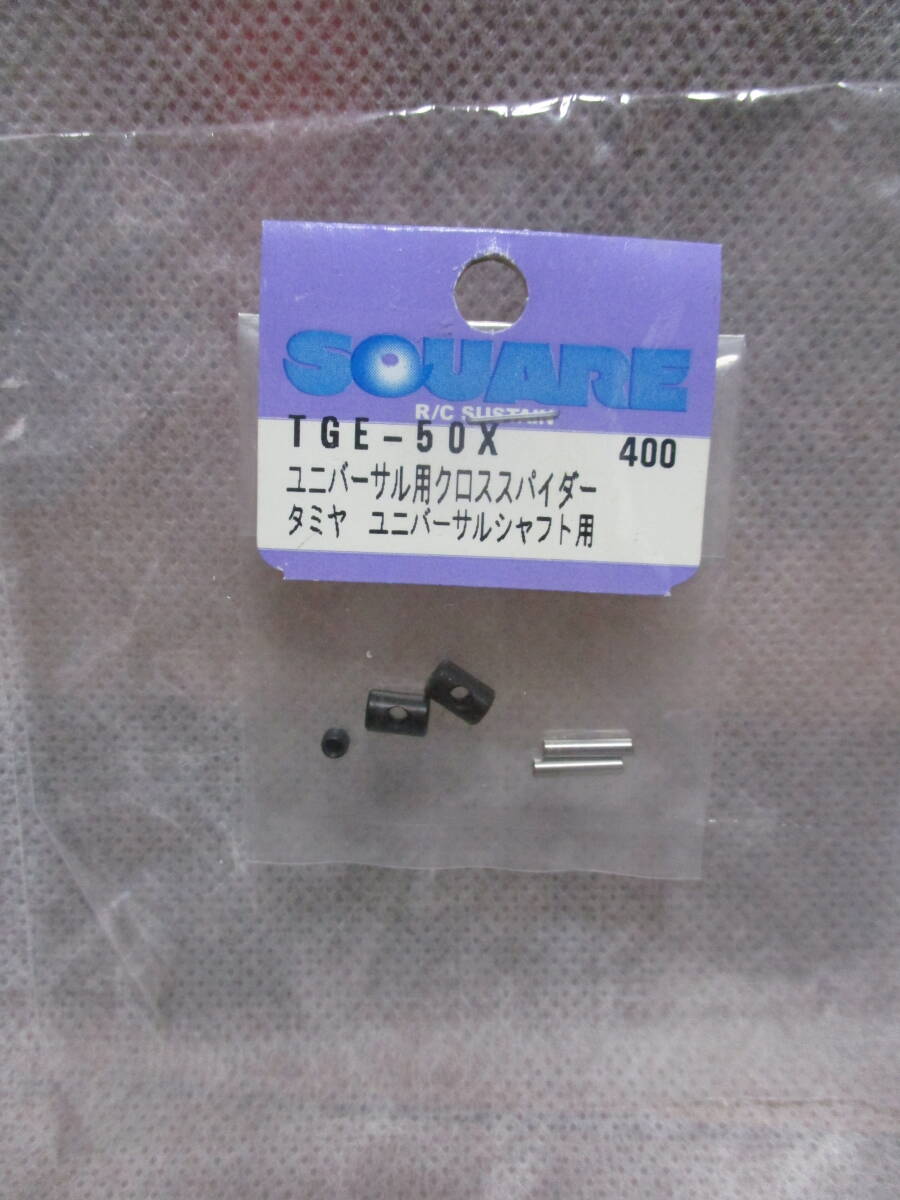 SQUARE
R/C SUSTAIN
TGE-50X 400
ユニバーサル用クロススパイダー
タミヤ ユニバーサルシャフト用